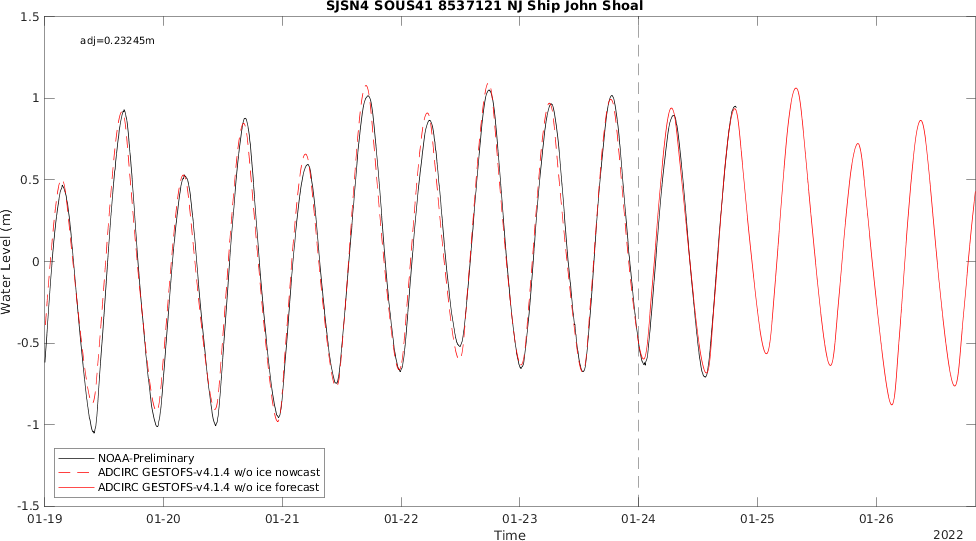 SJSN4 SOUS41 8537121 NJ Ship John Shoal
adj=0.23245m
1.5
1
0.5
0
-0.5
-1
-1.5
Water Level (m)
NOAA-Preliminary
ADCIRC GESTOFS-v4.1.4 w/o ice nowcast
ADCIRC GESTOFS-v4.1.4 w/o ice forecast
01-19 01-20 01-21 01-22 01-23 01-24 01-25 01-26
Time
2022